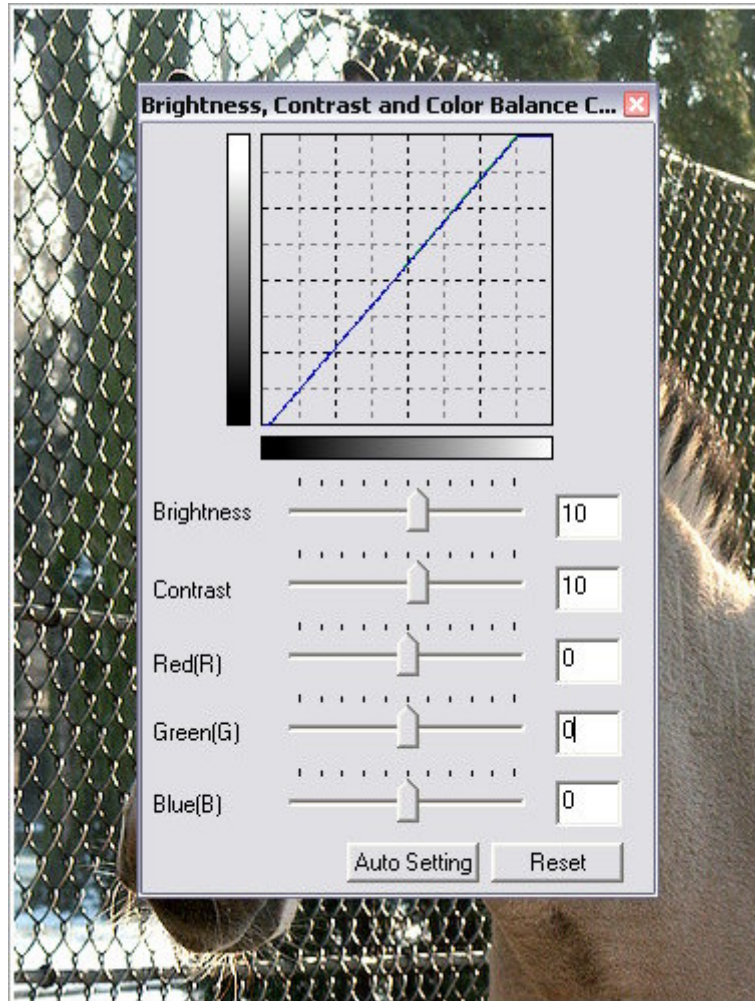 Brightness, Contrast and Color Balance C...
Brightness 10
Contrast 10
Red(R) 0
Green(G) 0
Blue(B) 0
Auto Setting Reset